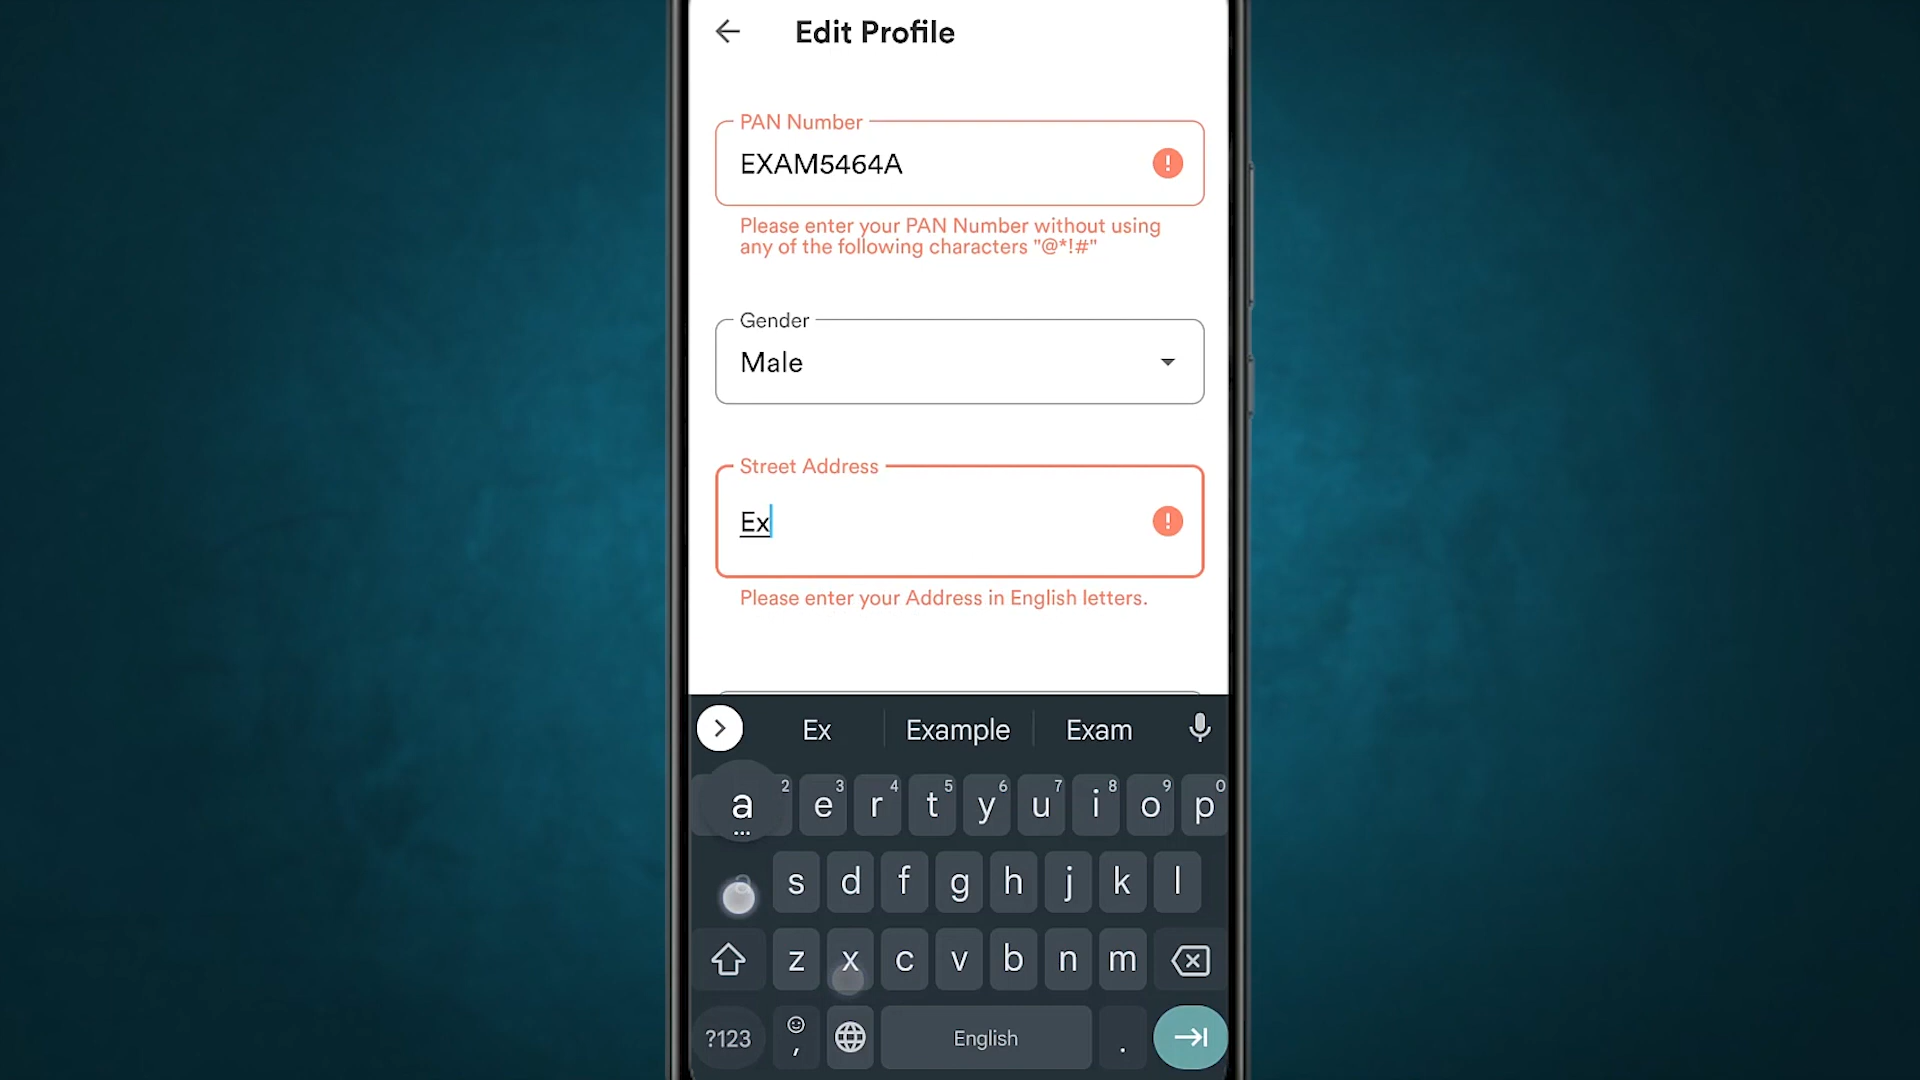 Edit Profile
PAN Number
EXAM5464A
Please enter your PAN Number without using
any of the following characters "@*!#"
Gender
Male
Street Address
Ex
Please enter your Address in English letters.
Ex Example Exam
a 2 e 3 r 4 t 5 y 6 u 7 i 8 o 9 p 0
s d f g h j k l
z x c v b n m
?123 , English .